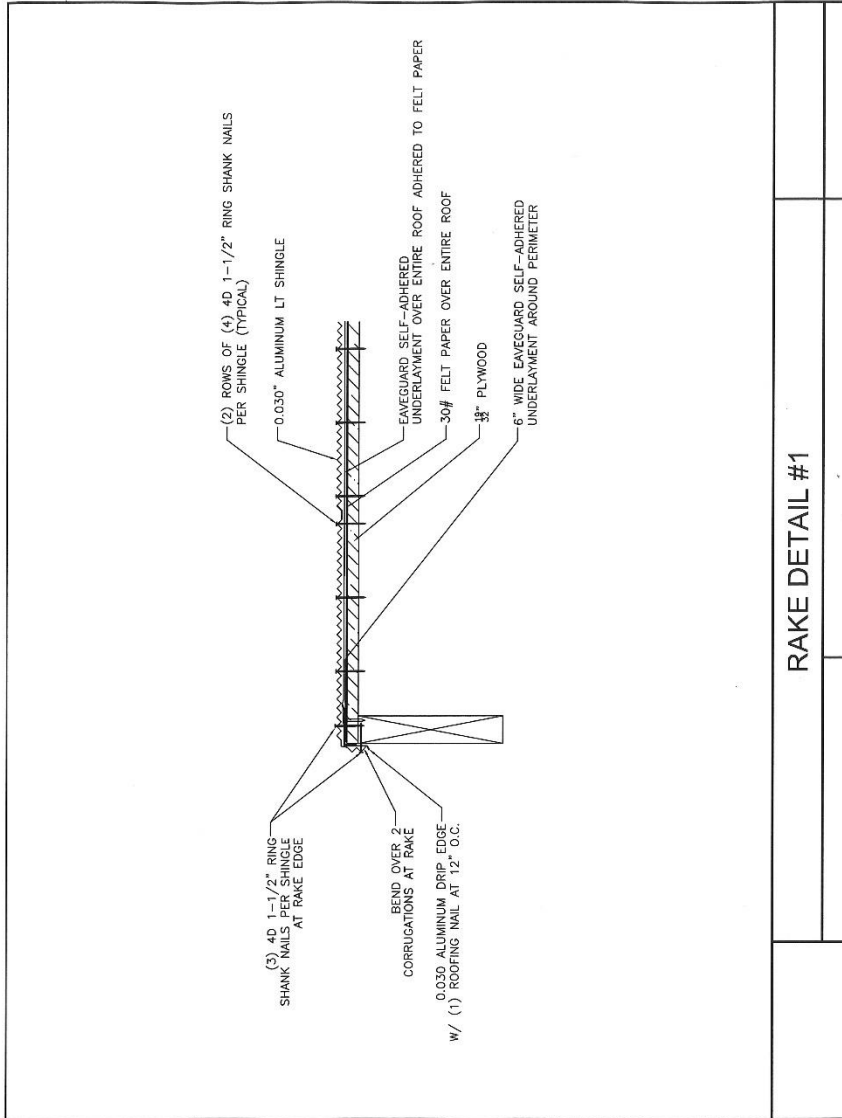 (2) ROWS OF (4) 4D 1-1/2" RING SHANK NAILS
PER SHINGLE (TYPICAL)
0.030" ALUMINUM LT SHINGLE
EAVEGUARD SELF-ADHERED
UNDERLAYMENT OVER ENTIRE ROOF ADHERED TO FELT PAPER
30# FELT PAPER OVER ENTIRE ROOF
19/32" PLYWOOD
6" WIDE EAVEGUARD SELF-ADHERED
UNDERLAYMENT AROUND PERIMETER
(3) 4D 1-1/2" RING
SHANK NAILS PER SHINGLE
AT RAKE EDGE
BEND OVER 2
CORRUGATIONS AT RAKE
0.030 ALUMINUM DRIP EDGE
W/ (1) ROOFING NAIL AT 12" O.C.
RAKE DETAIL #1